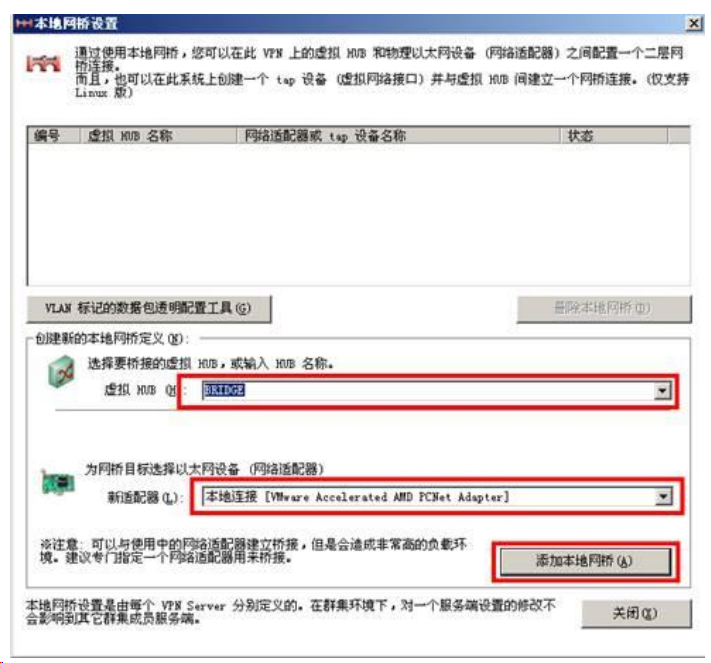 本地网桥设置
通过使用本地网桥，您可以在此 VPN 上的虚拟 HUB 和物理以太网设备 (网络适配器) 之间配置一个二层网
桥连接。
而且，也可以在此系统上创建一个 tap 设备 (虚拟网络接口) 并与虚拟 HUB 间建立一个网桥连接。(仅支持
Linux 版)
编号 虚拟 HUB 名称 网络适配器或 tap 设备名称 状态
VLAN 标记的数据包透明配置工具(G) 删除本地网桥(D)
创建新的本地网桥定义(N):
选择要桥接的虚拟 HUB，或输入 HUB 名称。
虚拟 HUB (H): BRIDGE
为网桥目标选择以太网设备 (网络适配器)
新适配器(L): 本地连接 [VMware Accelerated AMD PCNet Adapter]
※注意: 可以与使用中的网络适配器建立桥接，但是会造成非常高的负载环
境。建议专门指定一个网络适配器用来桥接。
添加本地网桥(A)
本地网桥设置是由每个 VPN Server 分别定义的。在群集环境下，对一个服务端设置的修改不
会影响到其它群集成员服务端。
关闭(X)